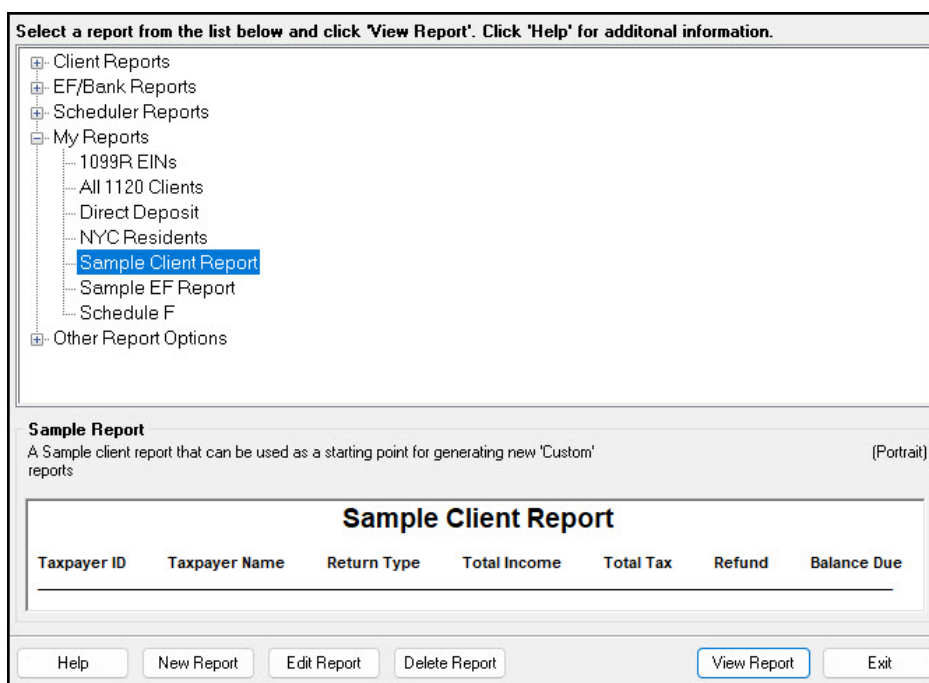 Select a report from the list below and click 'View Report'. Click 'Help' for additonal information.
Client Reports
EF/Bank Reports
Scheduler Reports
My Reports
1099R EINs
All 1120 Clients
Direct Deposit
NYC Residents
Sample Client Report
Sample EF Report
Schedule F
Other Report Options
Sample Report
A Sample client report that can be used as a starting point for generating new 'Custom' (Portrait)
reports
Sample Client Report
Taxpayer ID Taxpayer Name Return Type Total Income Total Tax Refund Balance Due
Help New Report Edit Report Delete Report View Report Exit